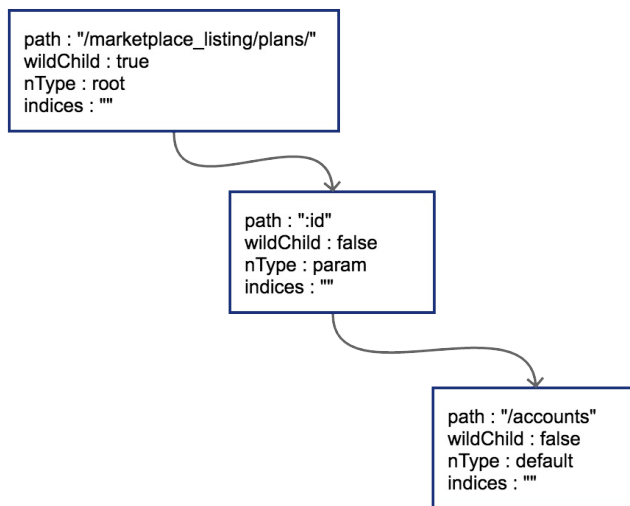 path : "/marketplace_listing/plans/"
wildChild : true
nType : root
indices : ""
path : ":id"
wildChild : false
nType : param
indices : ""
path : "/accounts"
wildChild : false
nType : default
indices : ""